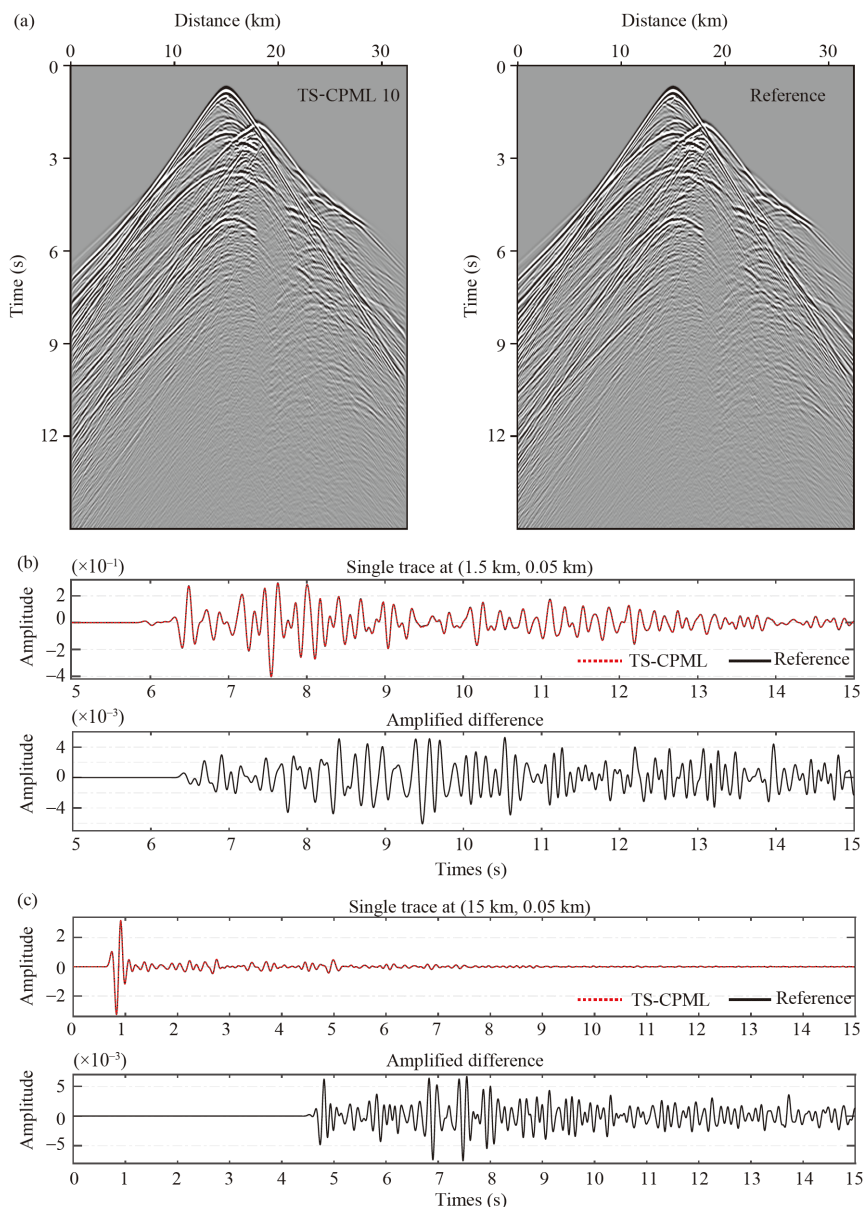 (a)
Distance (km)
Distance (km)
0 10 20 30
0 10 20 30
TS-CPML 10
Reference
Time (s)
0
3
6
9
12
Time (s)
0
3
6
9
12
(b)
(×10⁻¹)
Single trace at (1.5 km, 0.05 km)
Amplitude
2
0
−2
−4
TS-CPML
Reference
5 6 7 8 9 10 11 12 13 14 15
(×10⁻³)
Amplified difference
Amplitude
4
0
−4
5 6 7 8 9 10 11 12 13 14 15
Times (s)
(c)
Single trace at (15 km, 0.05 km)
Amplitude
2
0
−2
TS-CPML
Reference
0 1 2 3 4 5 6 7 8 9 10 11 12 13 14 15
(×10⁻³)
Amplified difference
Amplitude
5
0
−5
0 1 2 3 4 5 6 7 8 9 10 11 12 13 14 15
Times (s)